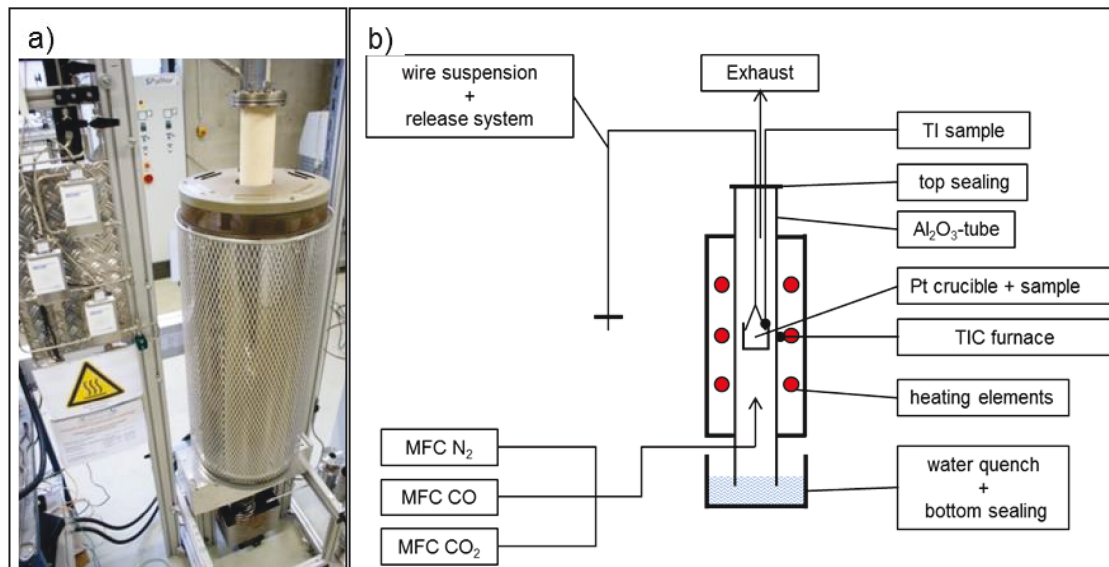 a)
b)
wire suspension
+
release system
Exhaust
TI sample
top sealing
Al₂O₃-tube
Pt crucible + sample
TIC furnace
heating elements
MFC N₂
MFC CO
MFC CO₂
water quench
+
bottom sealing